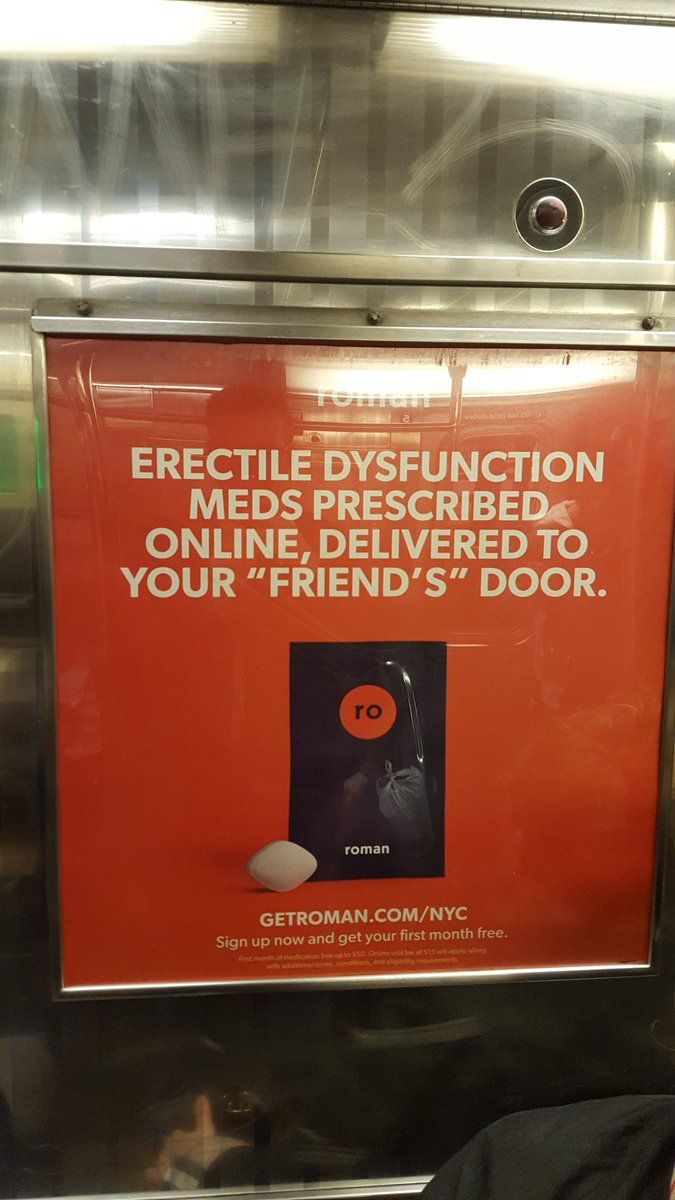 roman
ERECTILE DYSFUNCTION
MEDS PRESCRIBED
ONLINE, DELIVERED TO
YOUR "FRIEND'S" DOOR.
ro
roman
GETROMAN.COM/NYC
Sign up now and get your first month free.
First month of medication free up to $50. Online visit fee of $15 will apply, along
with additional terms, conditions, and eligibility requirements.